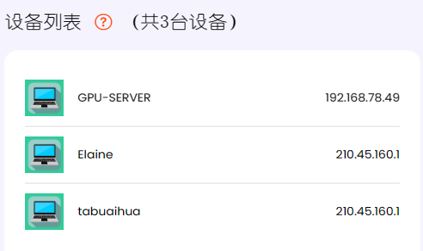 设备列表 ? (共3台设备)
GPU-SERVER 192.168.78.49
Elaine 210.45.160.1
tabuaihua 210.45.160.1